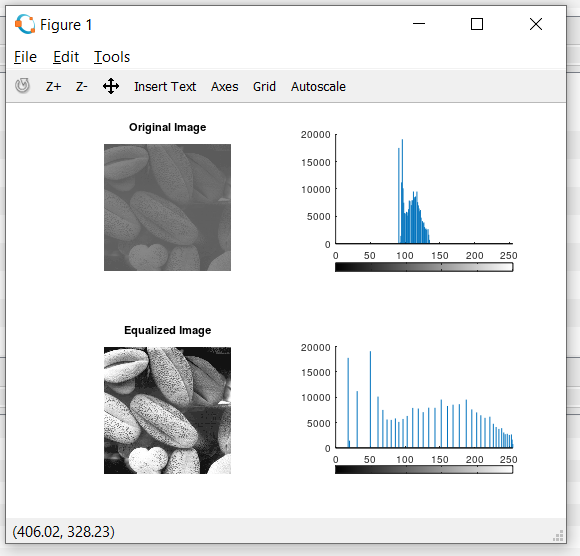 Figure 1
File Edit Tools
Z+ Z- Insert Text Axes Grid Autoscale
Original Image
20000
15000
10000
5000
0
0 50 100 150 200 250
Equalized Image
20000
15000
10000
5000
0
0 50 100 150 200 250
(406.02, 328.23)